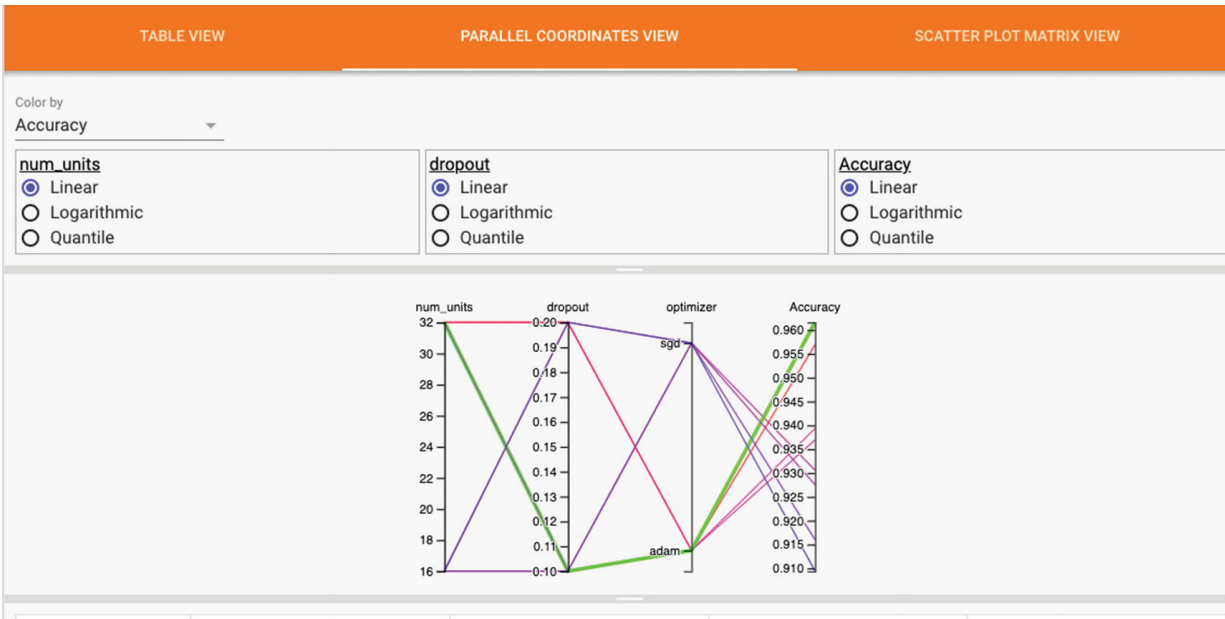 TABLE VIEW PARALLEL COORDINATES VIEW SCATTER PLOT MATRIX VIEW
Color by
Accuracy
num_units dropout Accuracy
Linear Linear Linear
Logarithmic Logarithmic Logarithmic
Quantile Quantile Quantile
num_units dropout optimizer Accuracy
32 0.20 0.960
30 0.19 sgd 0.955
28 0.18 0.950
26 0.17 0.945
24 0.16 0.940
22 0.15 0.935
20 0.14 0.930
18 0.13 0.925
16 0.12 0.920
0.11 adam 0.915
0.10 0.910